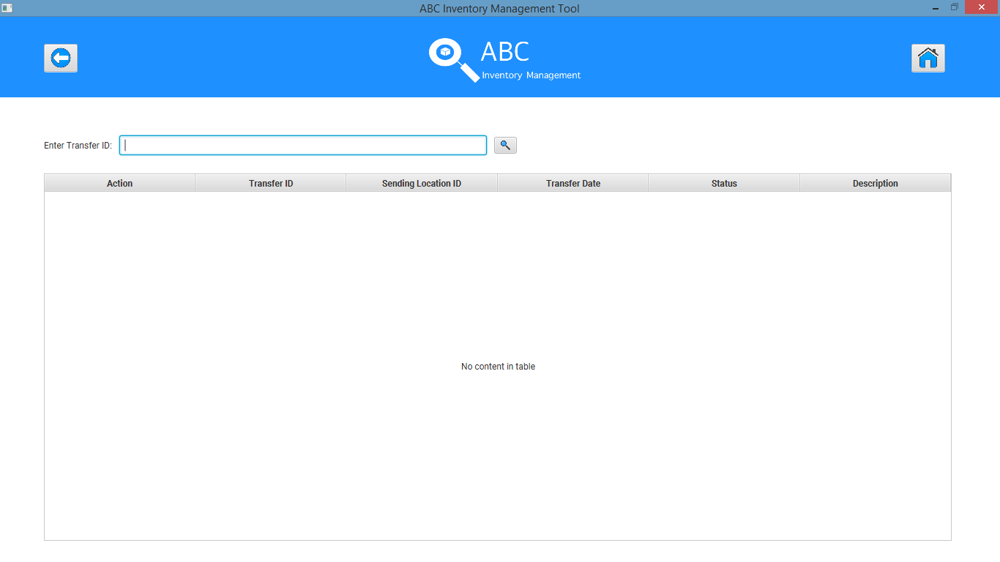 ABC Inventory Management Tool
ABC
Inventory Management
Enter Transfer ID:
Action Transfer ID Sending Location ID Transfer Date Status Description
No content in table